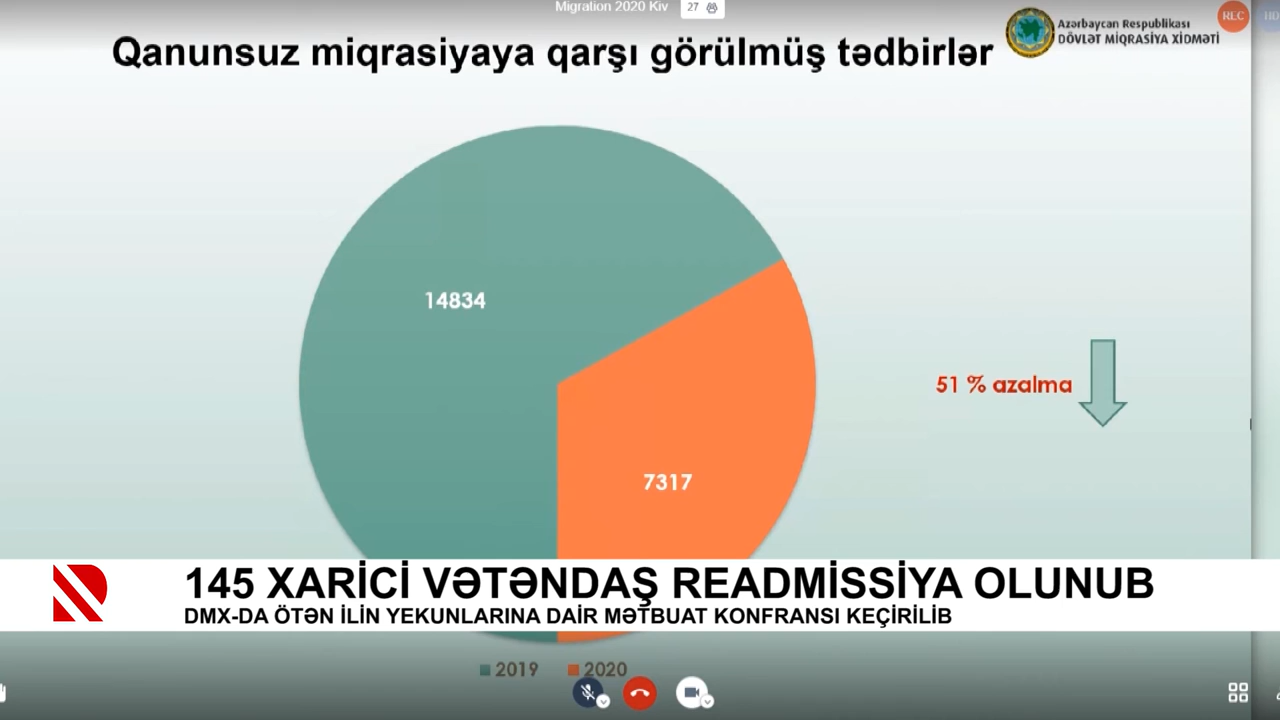 Migration 2020 Kiv
27
REC
HD
Azərbaycan Respublikası
DÖVLƏT MİQRASİYA XİDMƏTİ
Qanunsuz miqrasiyaya qarşı görülmüş tədbirlər
14834
51 % azalma
7317
145 XARİCİ VƏTƏNDAŞ READMİSSİYA OLUNUB
DMX-DA ÖTƏN İLİN YEKUNLARINA DAİR MƏTBUAT KONFRANSI KEÇİRİLİB
2019 2020